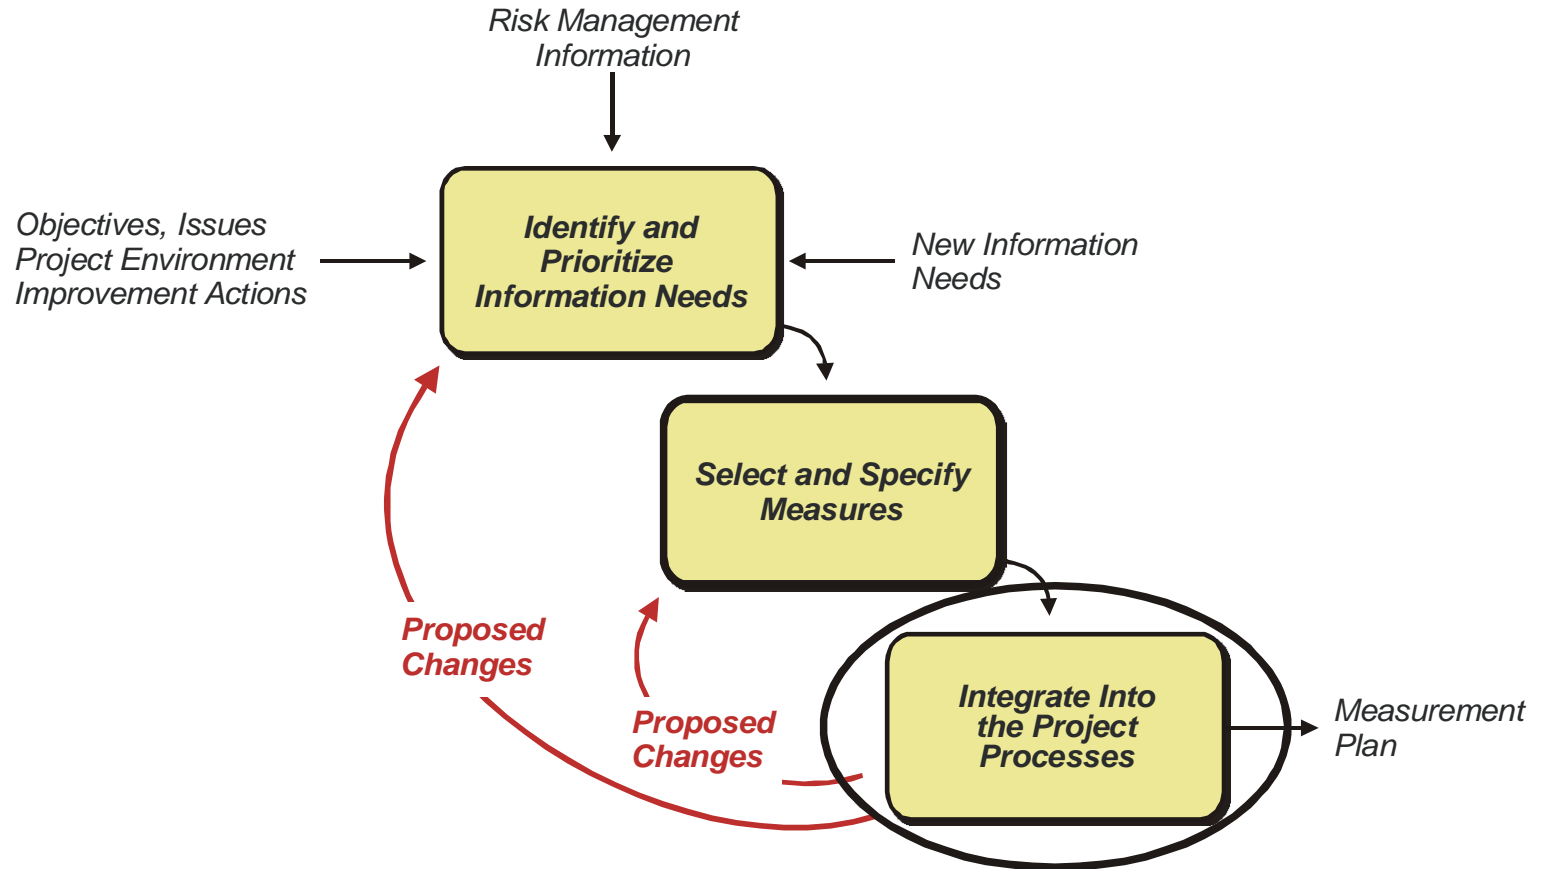 Risk Management
Information
Objectives, Issues
Project Environment
Improvement Actions
Identify and
Prioritize
Information Needs
New Information
Needs
Select and Specify
Measures
Proposed
Changes
Proposed
Changes
Integrate Into
the Project
Processes
Measurement
Plan